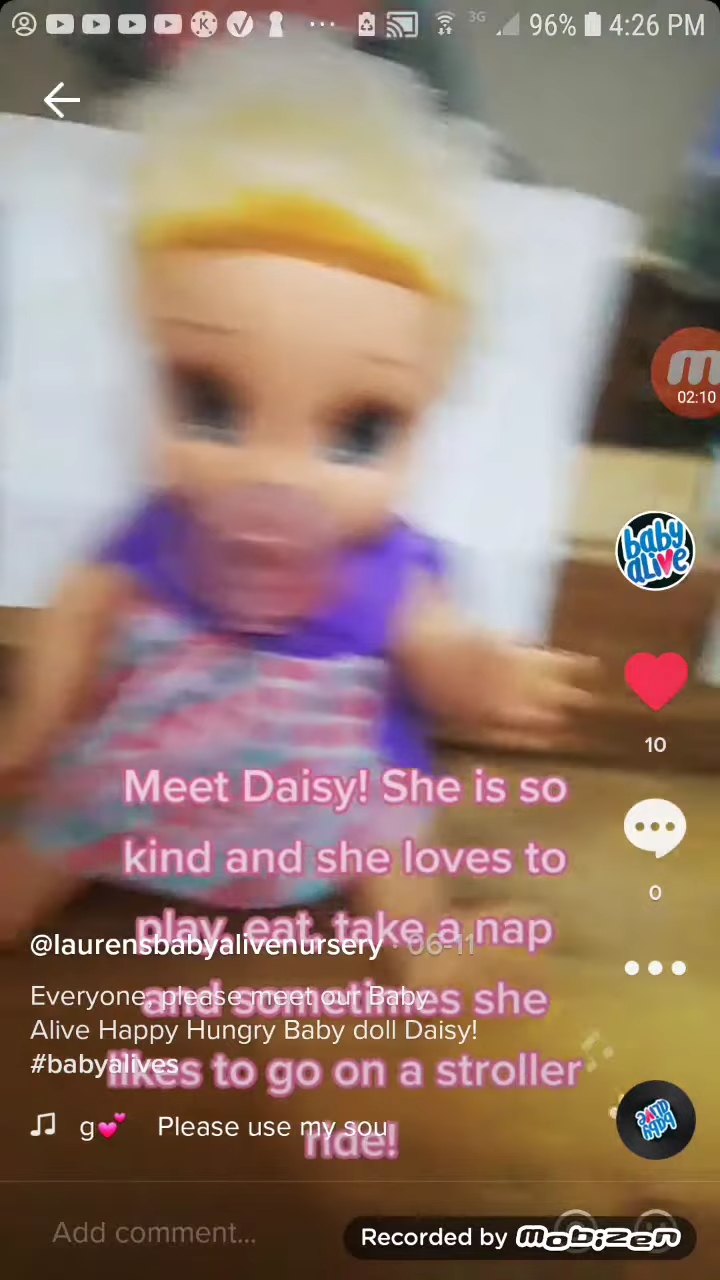 3G 96% 4:26 PM
02:10
baby
alive
10
0
Meet Daisy! She is so
kind and she loves to
play, eat, take a nap
and sometimes she
likes to go on a stroller
ride!
@laurensbabyalivenursery · 06-11
Everyone, please meet our Baby
Alive Happy Hungry Baby doll Daisy!
#babyalives
g💕 Please use my sou
Add comment...
Recorded by mobizen